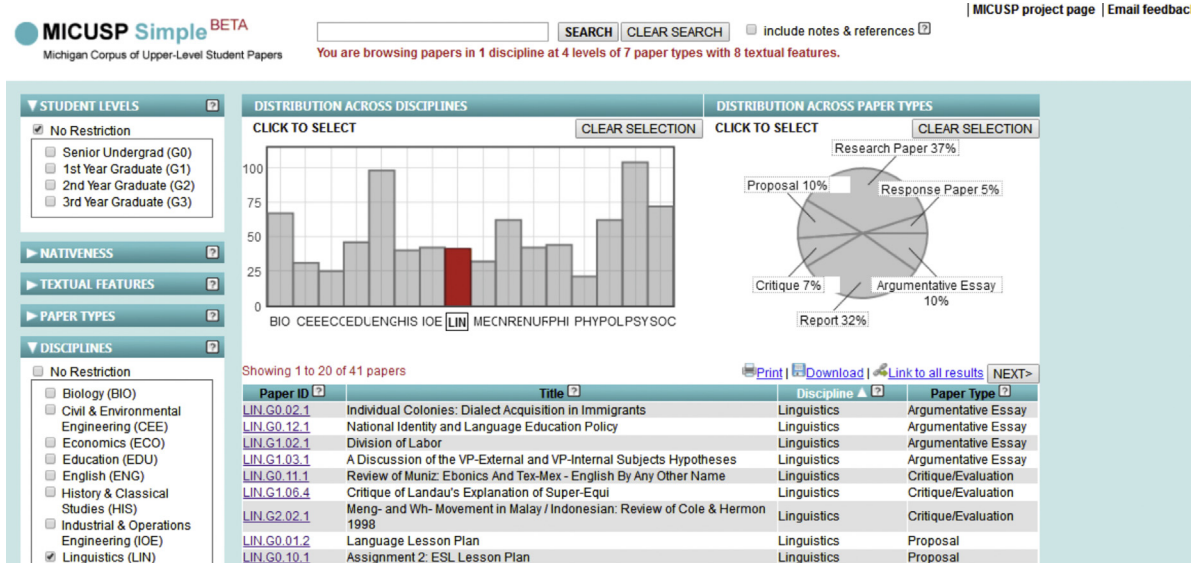 MICUSP project page | Email feedbac
MICUSP Simple BETA
Michigan Corpus of Upper-Level Student Papers
SEARCH CLEAR SEARCH include notes & references ?
You are browsing papers in 1 discipline at 4 levels of 7 paper types with 8 textual features.
▼STUDENT LEVELS ?
No Restriction
Senior Undergrad (G0)
1st Year Graduate (G1)
2nd Year Graduate (G2)
3rd Year Graduate (G3)
►NATIVENESS ?
►TEXTUAL FEATURES ?
►PAPER TYPES ?
▼DISCIPLINES ?
No Restriction
Biology (BIO)
Civil & Environmental
Engineering (CEE)
Economics (ECO)
Education (EDU)
English (ENG)
History & Classical
Studies (HIS)
Industrial & Operations
Engineering (IOE)
Linguistics (LIN)
DISTRIBUTION ACROSS DISCIPLINES
CLICK TO SELECT CLEAR SELECTION
100
75
50
25
0
BIO CEEECCEDUENGHIS IOE LIN MECNRENURPHI PHYPOLPSYSOC
DISTRIBUTION ACROSS PAPER TYPES
CLICK TO SELECT CLEAR SELECTION
Research Paper 37%
Proposal 10%
Response Paper 5%
Critique 7%
Argumentative Essay
10%
Report 32%
Showing 1 to 20 of 41 papers Print | Download | Link to all results NEXT>
Paper ID ? Title ? Discipline ▲ ? Paper Type ?
LIN.G0.02.1 Individual Colonies: Dialect Acquisition in Immigrants Linguistics Argumentative Essay
LIN.G0.12.1 National Identity and Language Education Policy Linguistics Argumentative Essay
LIN.G1.02.1 Division of Labor Linguistics Argumentative Essay
LIN.G1.03.1 A Discussion of the VP-External and VP-Internal Subjects Hypotheses Linguistics Argumentative Essay
LIN.G0.11.1 Review of Muniz: Ebonics And Tex-Mex - English By Any Other Name Linguistics Critique/Evaluation
LIN.G1.06.4 Critique of Landau's Explanation of Super-Equi Linguistics Critique/Evaluation
LIN.G2.02.1 Meng- and Wh- Movement in Malay / Indonesian: Review of Cole & Hermon
1998 Linguistics Critique/Evaluation
LIN.G0.01.2 Language Lesson Plan Linguistics Proposal
LIN.G0.10.1 Assignment 2: ESL Lesson Plan Linguistics Proposal